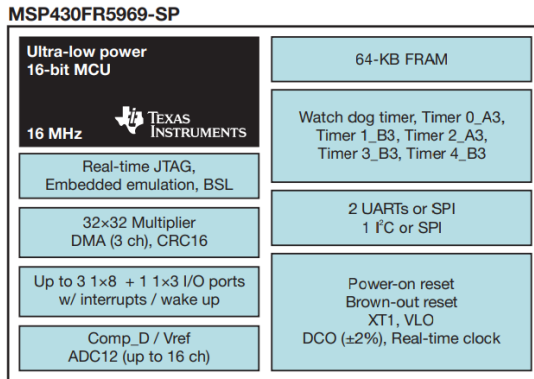 MSP430FR5969-SP
Ultra-low power
16-bit MCU
16 MHz
TEXAS
INSTRUMENTS
Real-time JTAG,
Embedded emulation, BSL
32×32 Multiplier
DMA (3 ch), CRC16
Up to 3 1×8 + 1 1×3 I/O ports
w/ interrupts / wake up
Comp_D / Vref
ADC12 (up to 16 ch)
64-KB FRAM
Watch dog timer, Timer 0_A3,
Timer 1_B3, Timer 2_A3,
Timer 3_B3, Timer 4_B3
2 UARTs or SPI
1 I²C or SPI
Power-on reset
Brown-out reset
XT1, VLO
DCO (±2%), Real-time clock